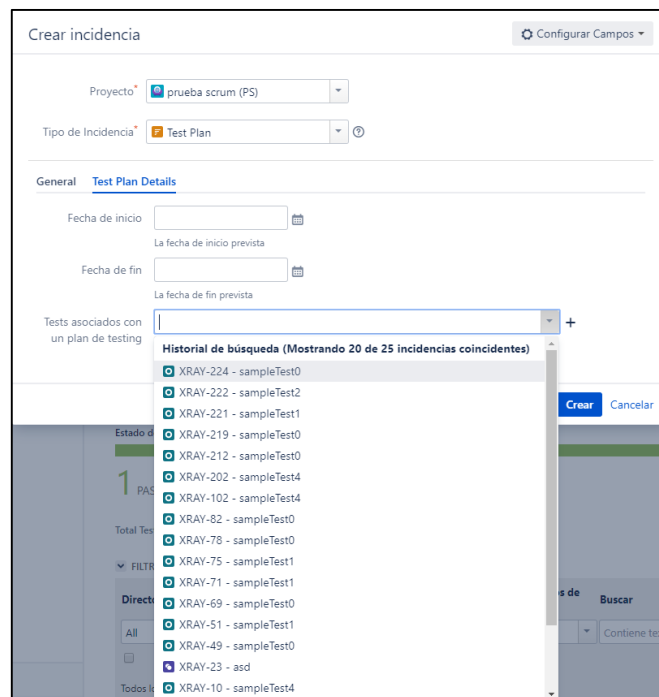 Crear incidencia
Configurar Campos
Proyecto*
prueba scrum (PS)
Tipo de Incidencia*
Test Plan
General Test Plan Details
Fecha de inicio
La fecha de inicio prevista
Fecha de fin
La fecha de fin prevista
Tests asociados con
un plan de testing
Historial de búsqueda (Mostrando 20 de 25 incidencias coincidentes)
XRAY-224 - sampleTest0
XRAY-222 - sampleTest2
XRAY-221 - sampleTest1
XRAY-219 - sampleTest0
XRAY-212 - sampleTest0
XRAY-202 - sampleTest4
XRAY-102 - sampleTest4
XRAY-82 - sampleTest0
XRAY-78 - sampleTest0
XRAY-75 - sampleTest1
XRAY-71 - sampleTest1
XRAY-69 - sampleTest0
XRAY-51 - sampleTest1
XRAY-49 - sampleTest0
XRAY-23 - asd
XRAY-10 - sampleTest4
Crear Cancelar
Estado d
1 PAS
Total Tes
FILTR
Directo
s de
Buscar
All
Contiene te
Todos lo